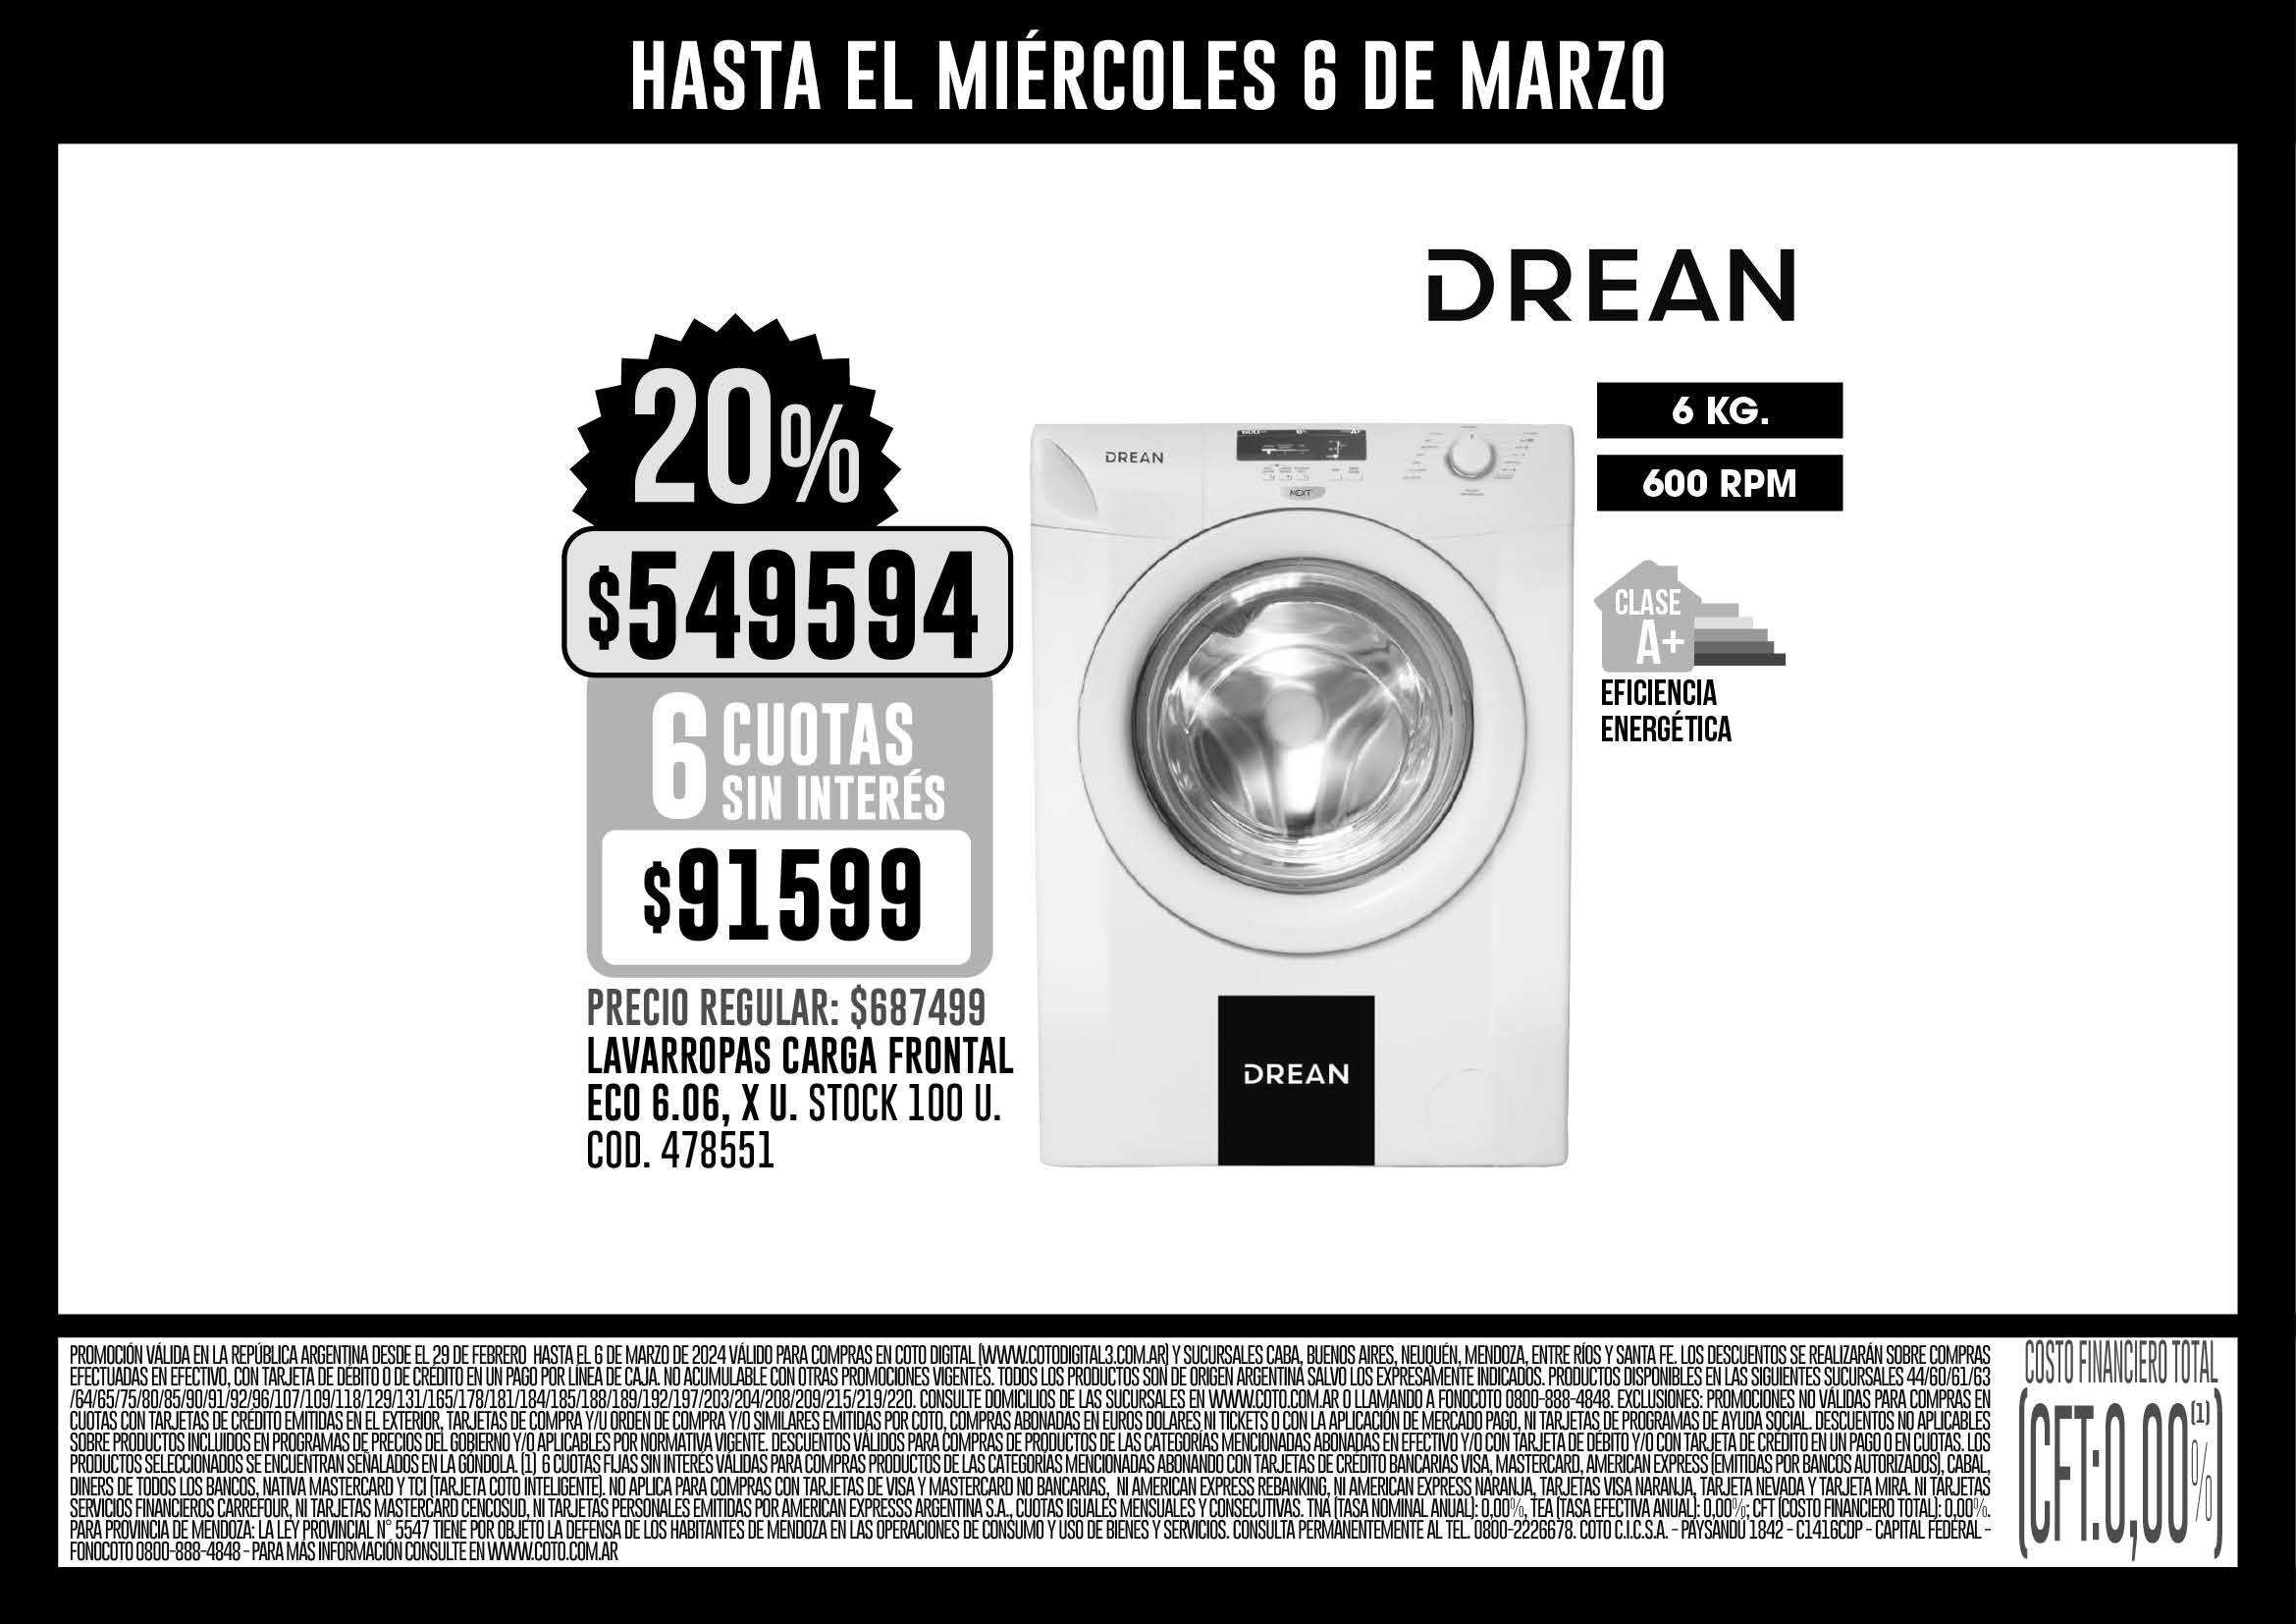 HASTA EL MIÉRCOLES 6 DE MARZO
DREAN
20%
$549594
6 CUOTAS
SIN INTERÉS
$91599
PRECIO REGULAR: $687499
LAVARROPAS CARGA FRONTAL
ECO 6.06, X U. STOCK 100 U.
COD. 478551
DREAN
NEXT
DREAN
6 KG.
600 RPM
CLASE
A+
EFICIENCIA
ENERGÉTICA
PROMOCIÓN VÁLIDA EN LA REPÚBLICA ARGENTINA DESDE EL 29 DE FEBRERO HASTA EL 6 DE MARZO DE 2024 VÁLIDO PARA COMPRAS EN COTO DIGITAL (WWW.COTODIGITAL3.COM.AR) Y SUCURSALES CABA, BUENOS AIRES, NEUQUÉN, MENDOZA, ENTRE RÍOS Y SANTA FE. LOS DESCUENTOS SE REALIZARÁN SOBRE COMPRAS
EFECTUADAS EN EFECTIVO, CON TARJETA DE DÉBITO O DE CRÉDITO EN UN PAGO POR LÍNEA DE CAJA. NO ACUMULABLE CON OTRAS PROMOCIONES VIGENTES. TODOS LOS PRODUCTOS SON DE ORIGEN ARGENTINA SALVO LOS EXPRESAMENTE INDICADOS. PRODUCTOS DISPONIBLES EN LAS SIGUIENTES SUCURSALES 44/60/61/63
/64/65/75/80/85/90/91/92/96/107/109/118/129/131/165/178/181/184/185/188/189/192/197/203/204/208/209/215/219/220. CONSULTE DOMICILIOS DE LAS SUCURSALES EN WWW.COTO.COM.AR O LLAMANDO A FONOCOTO 0800-888-4848. EXCLUSIONES: PROMOCIONES NO VÁLIDAS PARA COMPRAS EN
CUOTAS CON TARJETAS DE CRÉDITO EMITIDAS EN EL EXTERIOR, TARJETAS DE COMPRA Y/U ORDEN DE COMPRA Y/O SIMILARES EMITIDAS POR COTO, COMPRAS ABONADAS EN EUROS DOLARES NI TICKETS O CON LA APLICACIÓN DE MERCADO PAGO, NI TARJETAS DE PROGRAMAS DE AYUDA SOCIAL. DESCUENTOS NO APLICABLES
SOBRE PRODUCTOS INCLUIDOS EN PROGRAMAS DE PRECIOS DEL GOBIERNO Y/O APLICABLES POR NORMATIVA VIGENTE. DESCUENTOS VÁLIDOS PARA COMPRAS DE PRODUCTOS DE LAS CATEGORÍAS MENCIONADAS ABONADAS EN EFECTIVO Y/O CON TARJETA DE DÉBITO Y/O CON TARJETA DE CRÉDITO EN UN PAGO O EN CUOTAS. LOS
PRODUCTOS SELECCIONADOS SE ENCUENTRAN SEÑALADOS EN LA GÓNDOLA. (1) 6 CUOTAS FIJAS SIN INTERÉS VÁLIDAS PARA COMPRAS PRODUCTOS DE LAS CATEGORÍAS MENCIONADAS ABONANDO CON TARJETAS DE CRÉDITO BANCARIAS VISA, MASTERCARD, AMERICAN EXPRESS (EMITIDAS POR BANCOS AUTORIZADOS), CABAL,
DINERS DE TODOS LOS BANCOS, NATIVA MASTERCARD Y TCI (TARJETA COTO INTELIGENTE). NO APLICA PARA COMPRAS CON TARJETAS DE VISA Y MASTERCARD NO BANCARIAS, NI AMERICAN EXPRESS REBANKING, NI AMERICAN EXPRESS NARANJA, TARJETAS VISA NARANJA, TARJETA NEVADA Y TARJETA MIRA. NI TARJETAS
SERVICIOS FINANCIEROS CARREFOUR, NI TARJETAS MASTERCARD CENCOSUD, NI TARJETAS PERSONALES EMITIDAS POR AMERICAN EXPRESSS ARGENTINA S.A., CUOTAS IGUALES MENSUALES Y CONSECUTIVAS. TNA (TASA NOMINAL ANUAL): 0,00%, TEA (TASA EFECTIVA ANUAL): 0,00%; CFT (COSTO FINANCIERO TOTAL): 0,00%.
PARA PROVINCIA DE MENDOZA: LA LEY PROVINCIAL N° 5547 TIENE POR OBJETO LA DEFENSA DE LOS HABITANTES DE MENDOZA EN LAS OPERACIONES DE CONSUMO Y USO DE BIENES Y SERVICIOS. CONSULTA PERMANENTEMENTE AL TEL. 0800-2226678. COTO C.I.C.S.A. - PAYSANDÚ 1842 - C1416CDP - CAPITAL FEDERAL -
FONOCOTO 0800-888-4848 - PARA MÁS INFORMACIÓN CONSULTE EN WWW.COTO.COM.AR
COSTO FINANCIERO TOTAL
(CFT:0,00%(1))